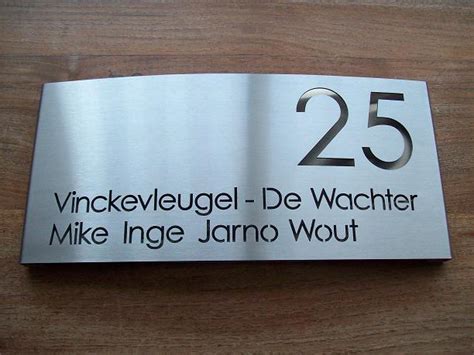 25
Vinckevleugel - De Wachter
Mike Inge Jarno Wout